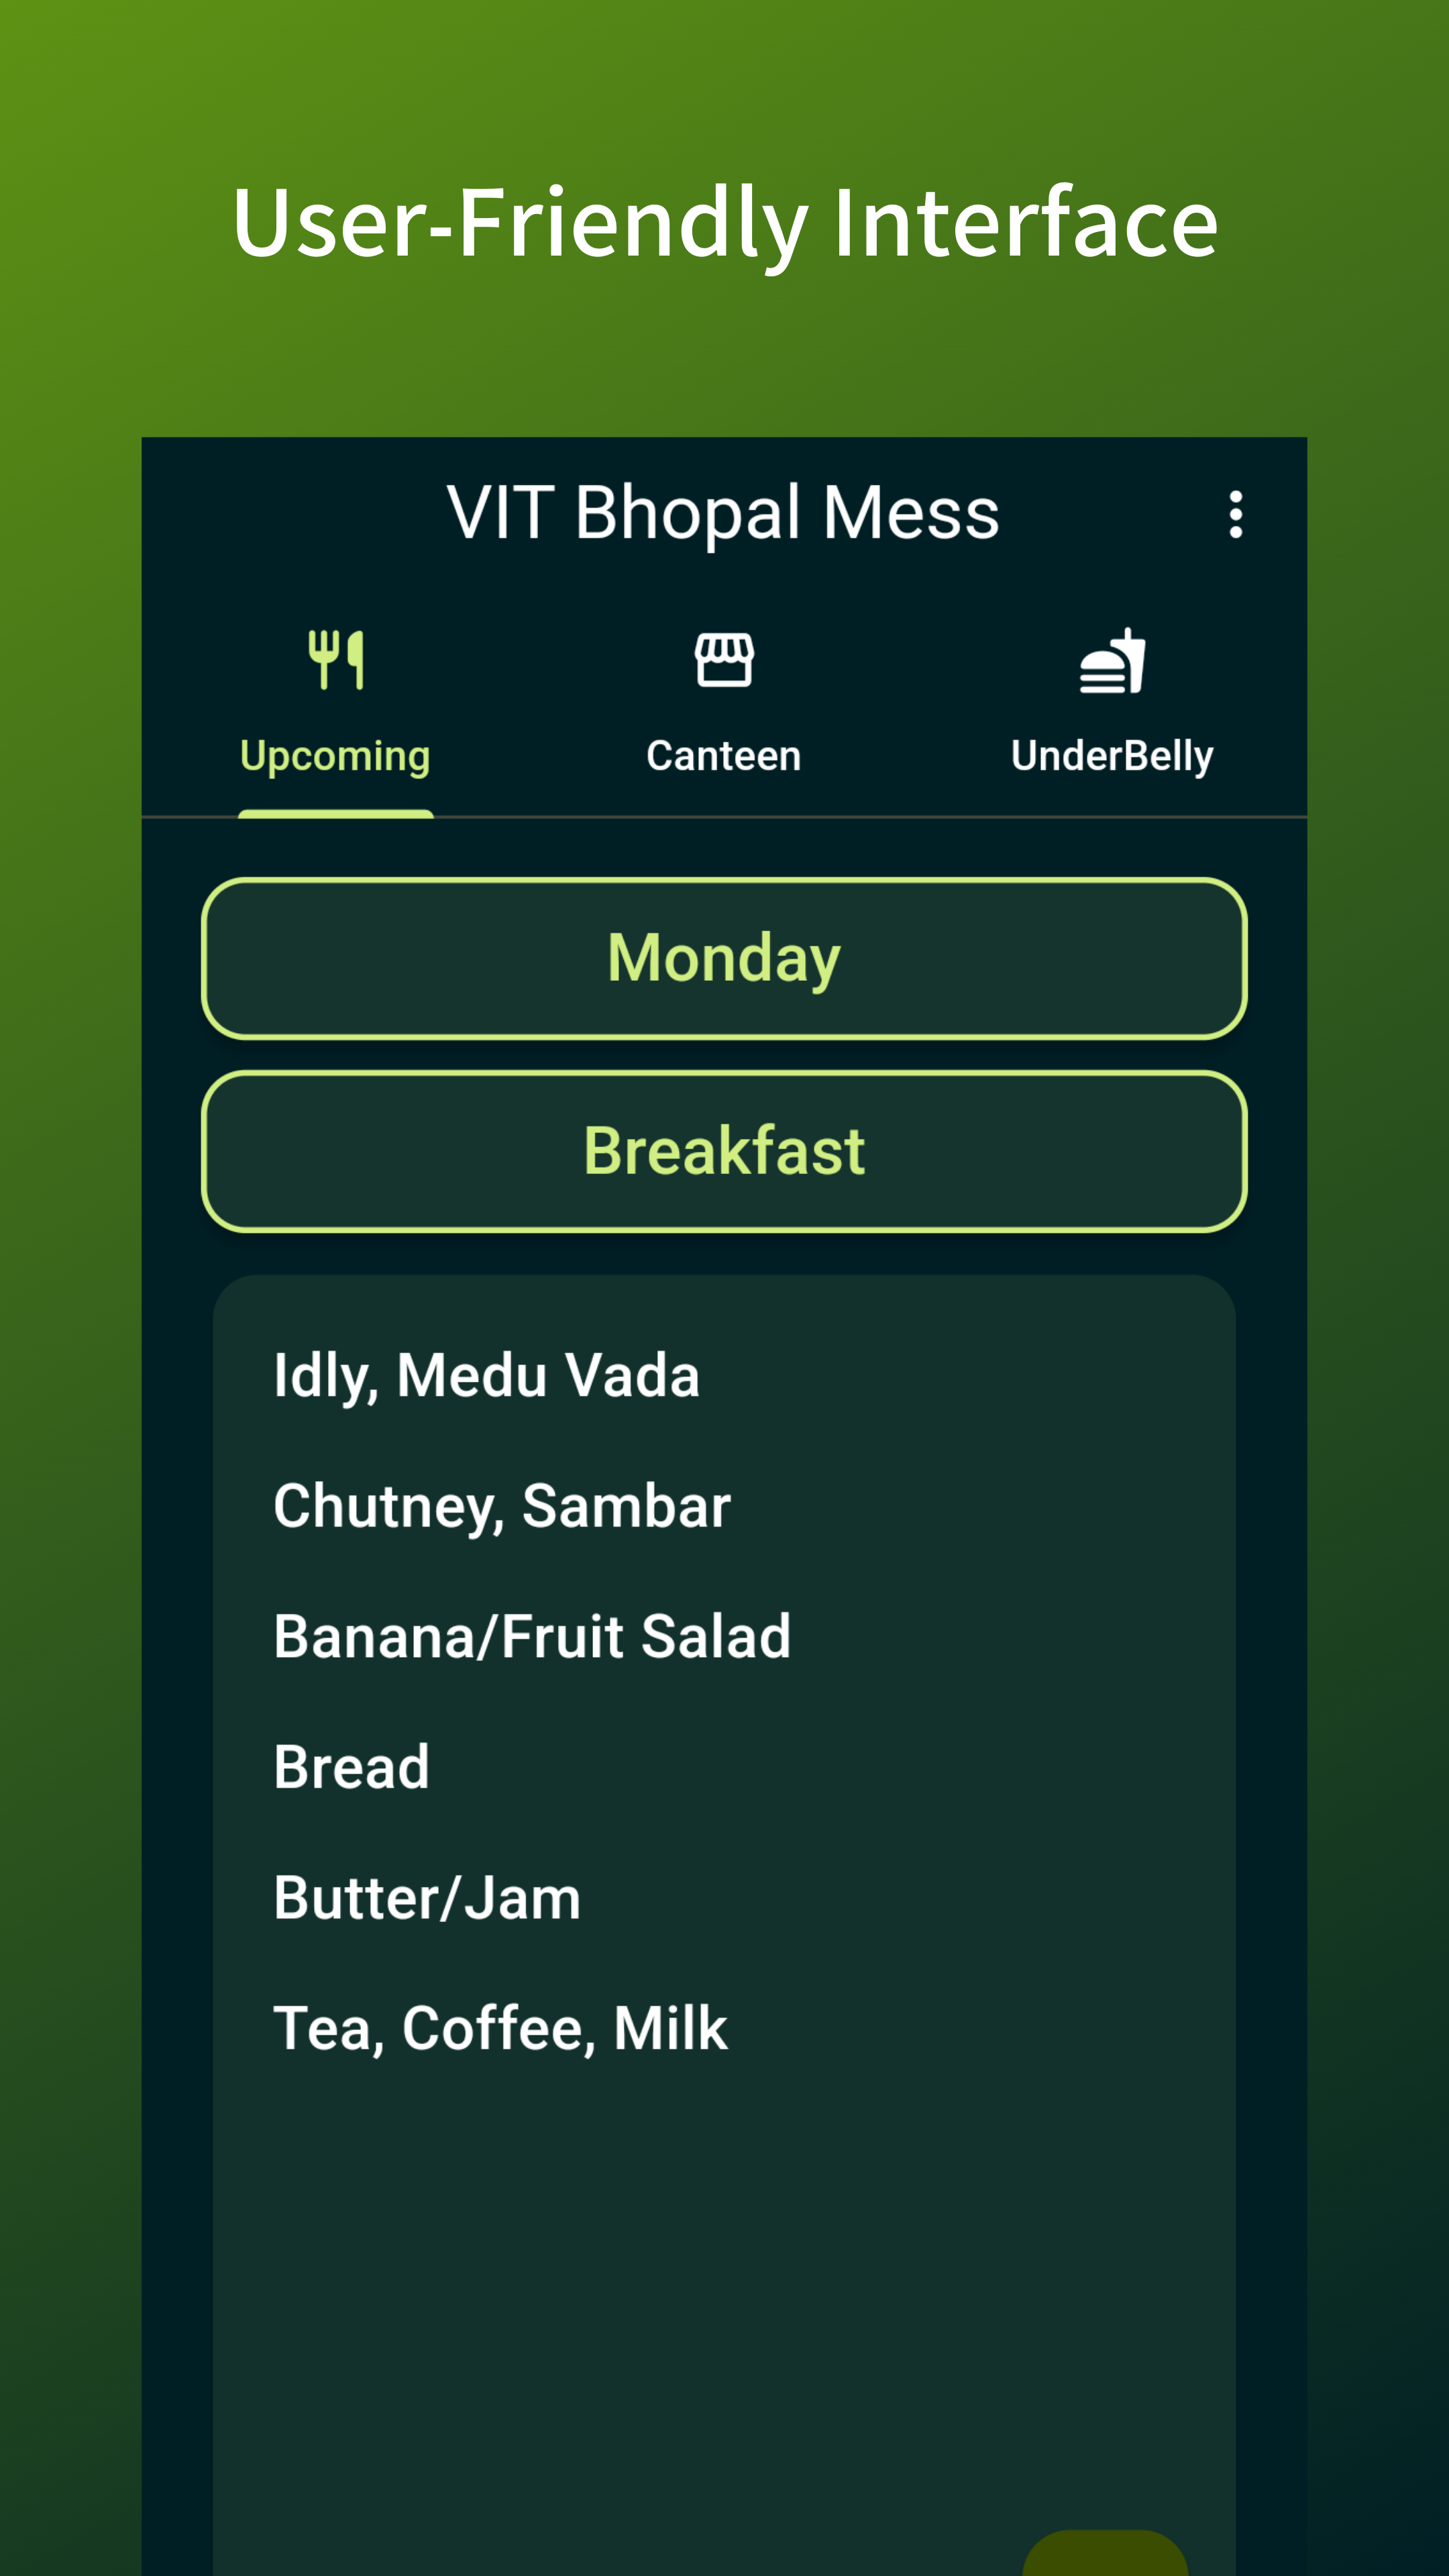 User-Friendly Interface
VIT Bhopal Mess
Upcoming Canteen UnderBelly
Monday
Breakfast
Idly, Medu Vada
Chutney, Sambar
Banana/Fruit Salad
Bread
Butter/Jam
Tea, Coffee, Milk